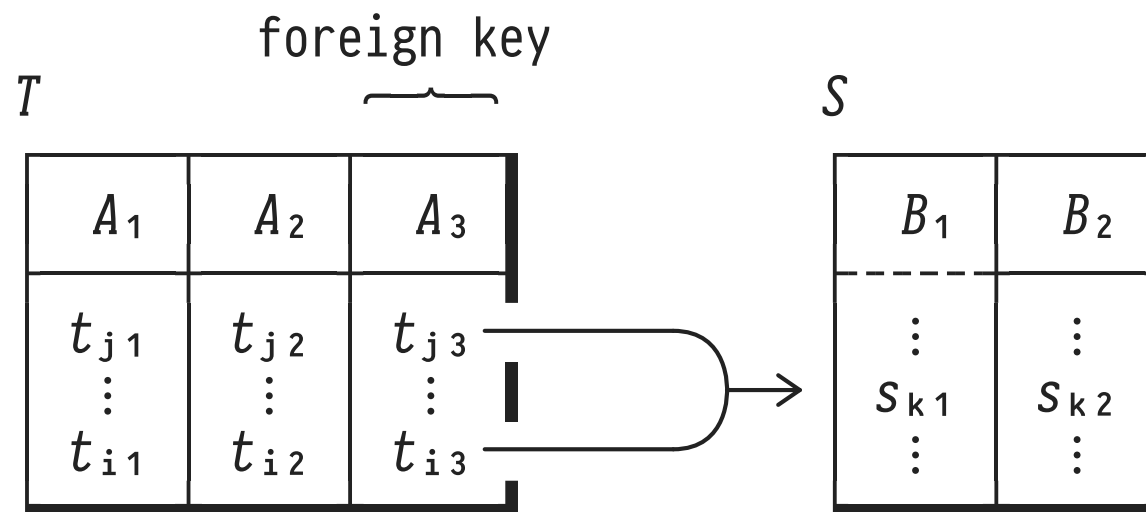 foreign key
T S
A1 A2 A3 B1 B2
tj1 tj2 tj3 ⋮ ⋮
⋮ ⋮ ⋮ sk1 sk2
ti1 ti2 ti3 ⋮ ⋮